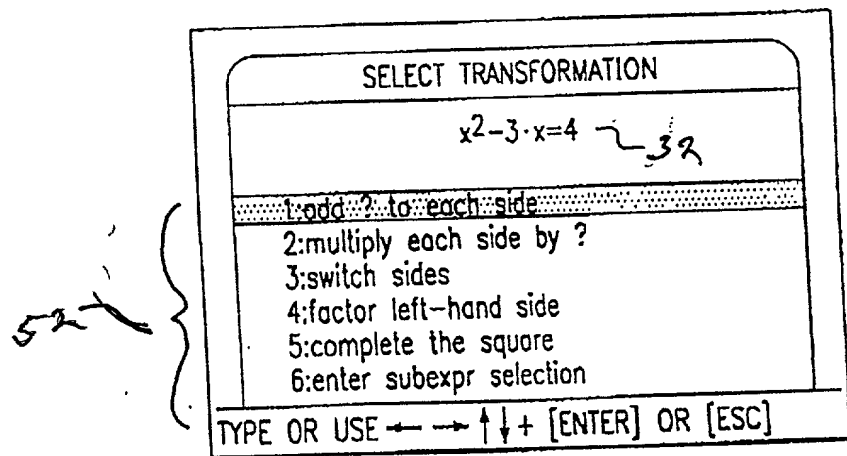 SELECT TRANSFORMATION
x²-3·x=4 32
1:add ? to each side
2:multiply each side by ?
3:switch sides
4:factor left-hand side
5:complete the square
6:enter subexpr selection
52
TYPE OR USE ← → ↑ ↓ + [ENTER] OR [ESC]